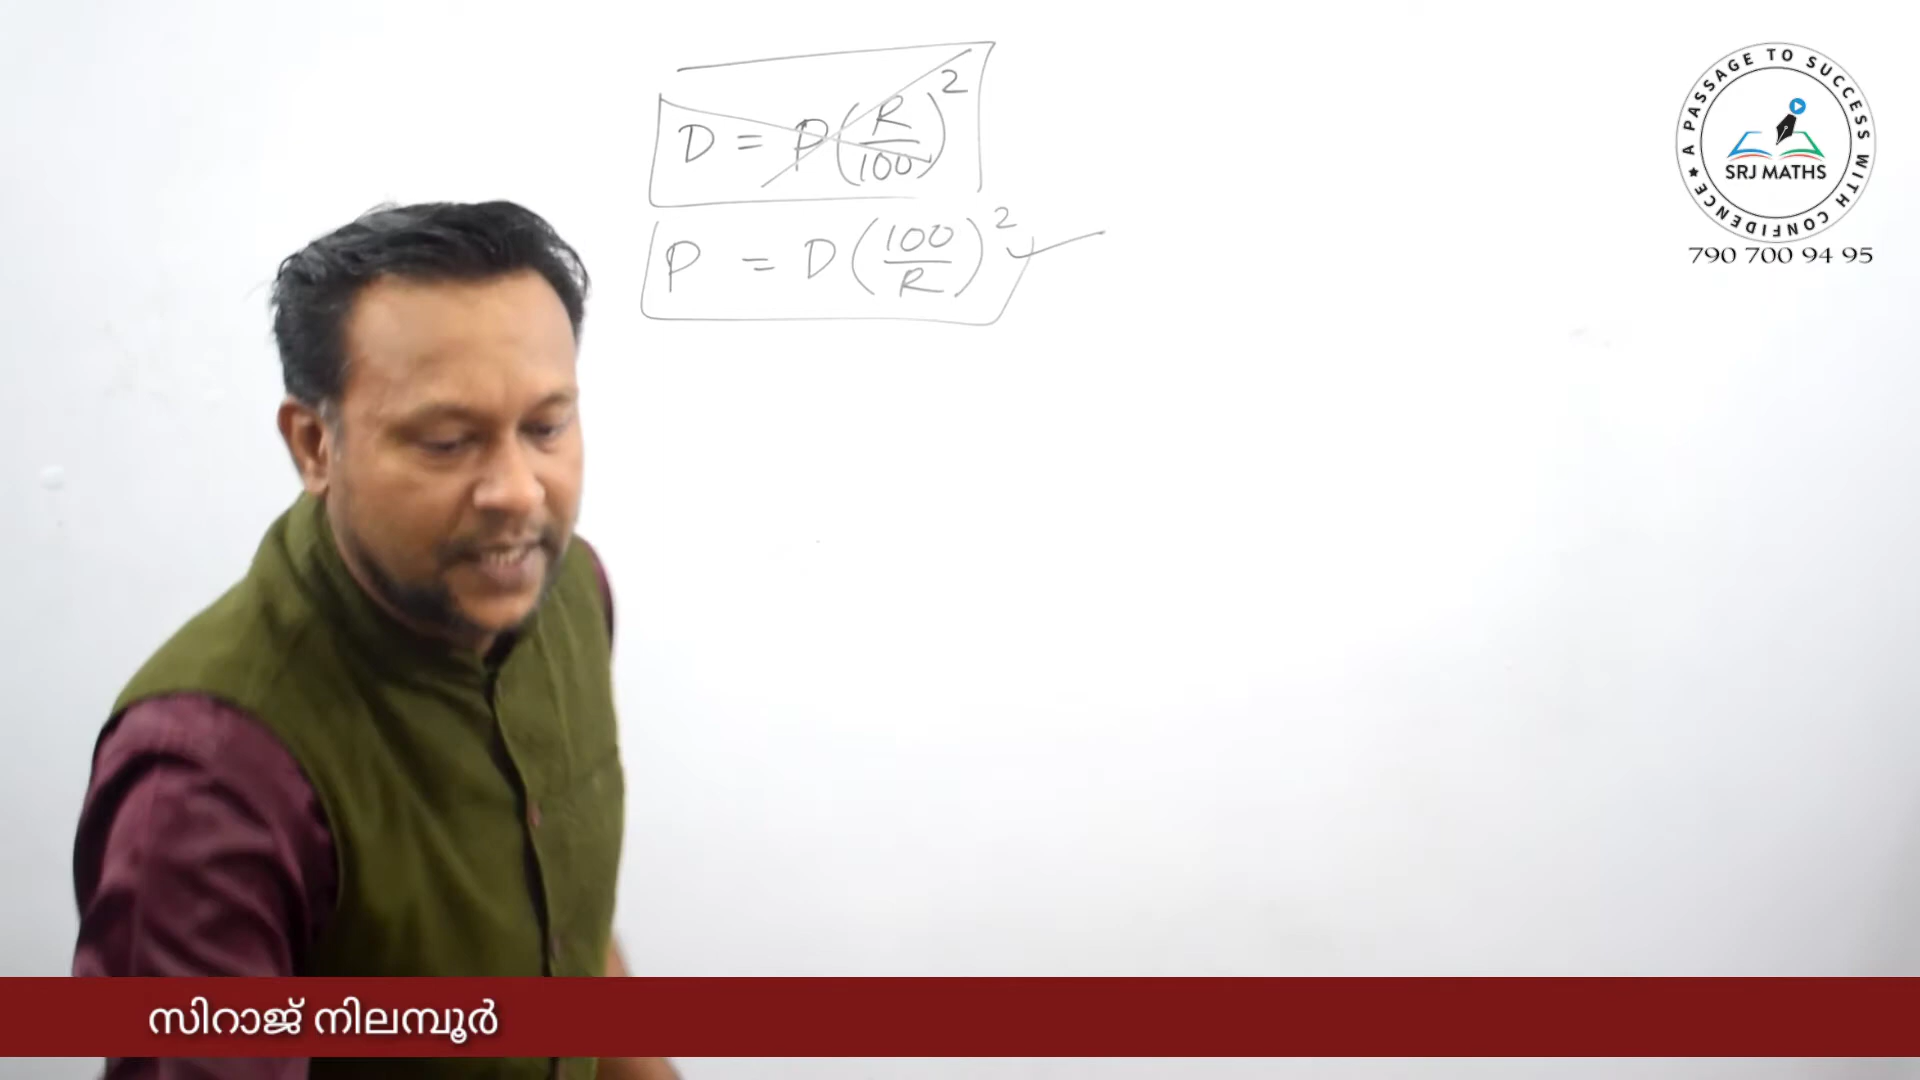 D = P(R/100)²
P = D(100/R)²
A PASSAGE TO SUCCESS WITH CONFIDENCE
SRJ MATHS
790 700 94 95
സിറാജ് നിലമ്പൂർ